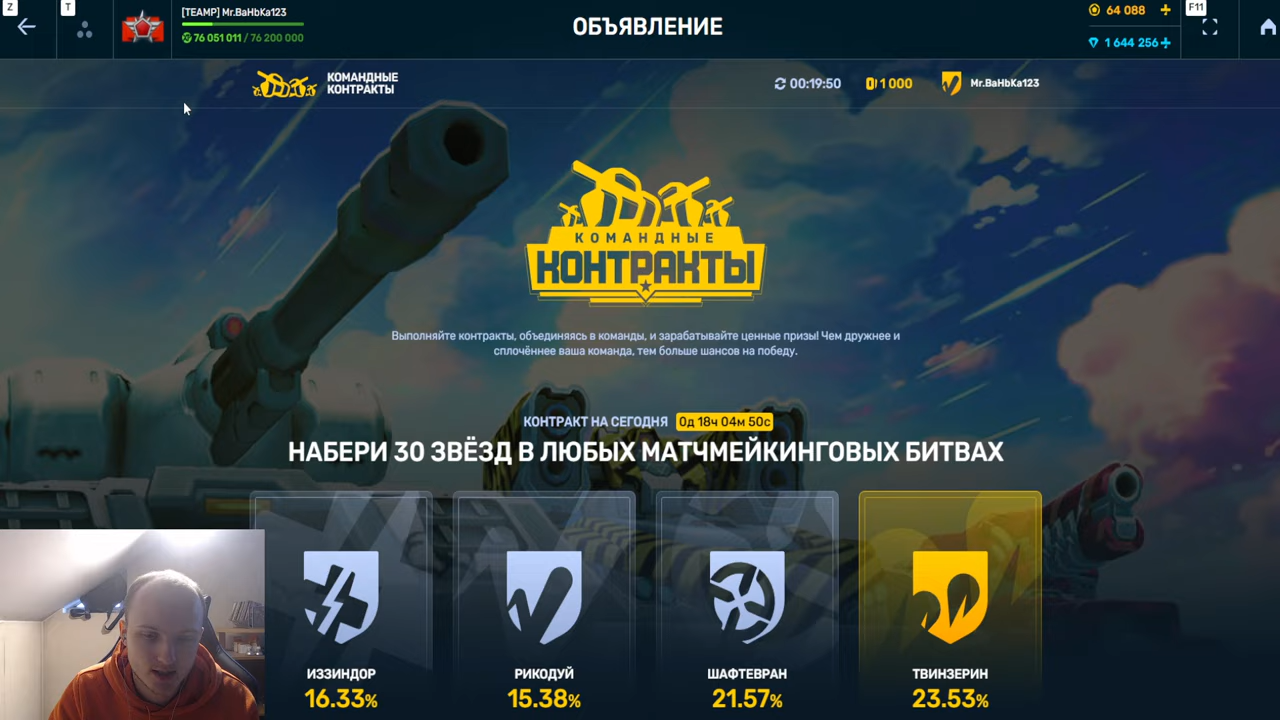 Z
T
[TEAMP] Mr.BaHbKa123
76 051 011 / 76 200 000
ОБЪЯВЛЕНИЕ
64 088
1 644 256
F11
КОМАНДНЫЕ
КОНТРАКТЫ
00:19:50
1 000
Mr.BaHbKa123
КОМАНДНЫЕ
КОНТРАКТЫ
Выполняйте контракты, объединяясь в команды, и зарабатывайте ценные призы! Чем дружнее и
сплочённее ваша команда, тем больше шансов на победу.
КОНТРАКТ НА СЕГОДНЯ 0д 18ч 04м 50с
НАБЕРИ 30 ЗВЁЗД В ЛЮБЫХ МАТЧМЕЙКИНГОВЫХ БИТВАХ
ИЗЗИНДОР
16.33%
РИКОДУЙ
15.38%
ШАФТЕВРАН
21.57%
ТВИНЗЕРИН
23.53%